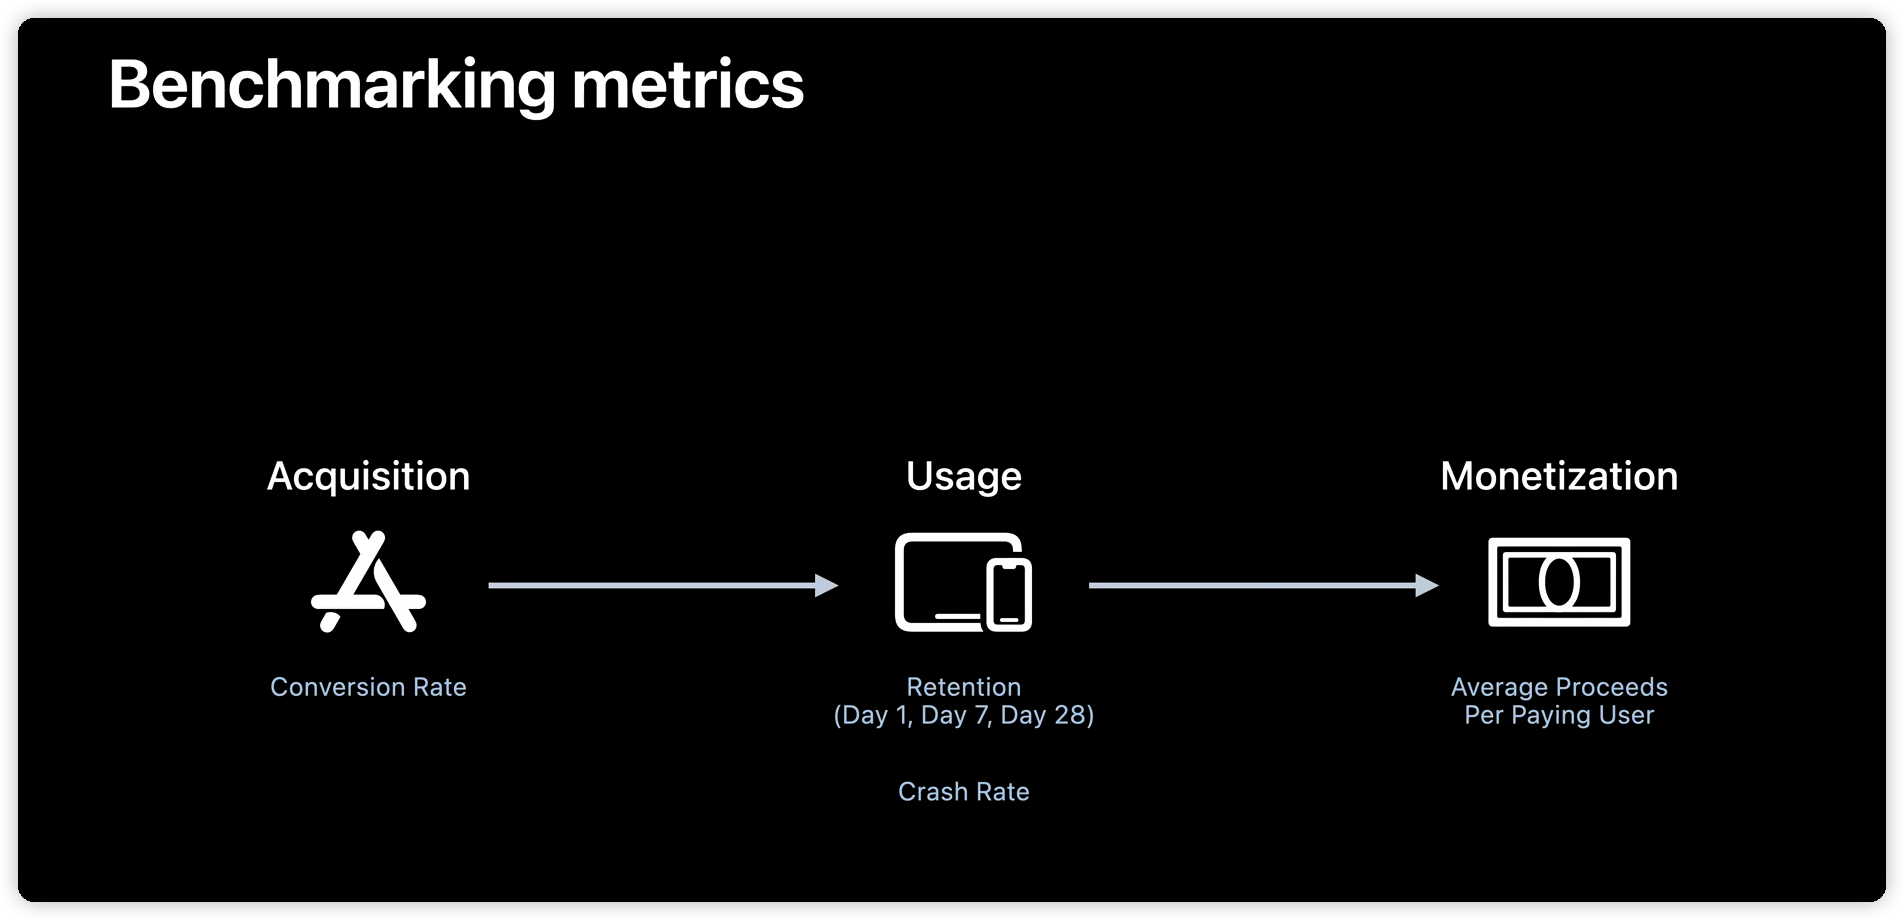 Benchmarking metrics
Acquisition
Usage
Monetization
Conversion Rate
Retention
(Day 1, Day 7, Day 28)
Crash Rate
Average Proceeds
Per Paying User